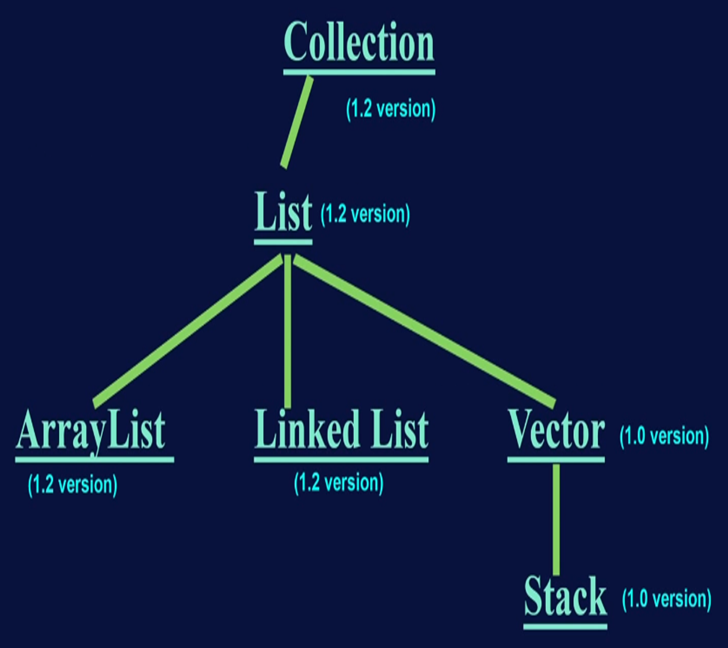 Collection
(1.2 version)
List (1.2 version)
ArrayList
(1.2 version)
Linked List
(1.2 version)
Vector (1.0 version)
Stack (1.0 version)